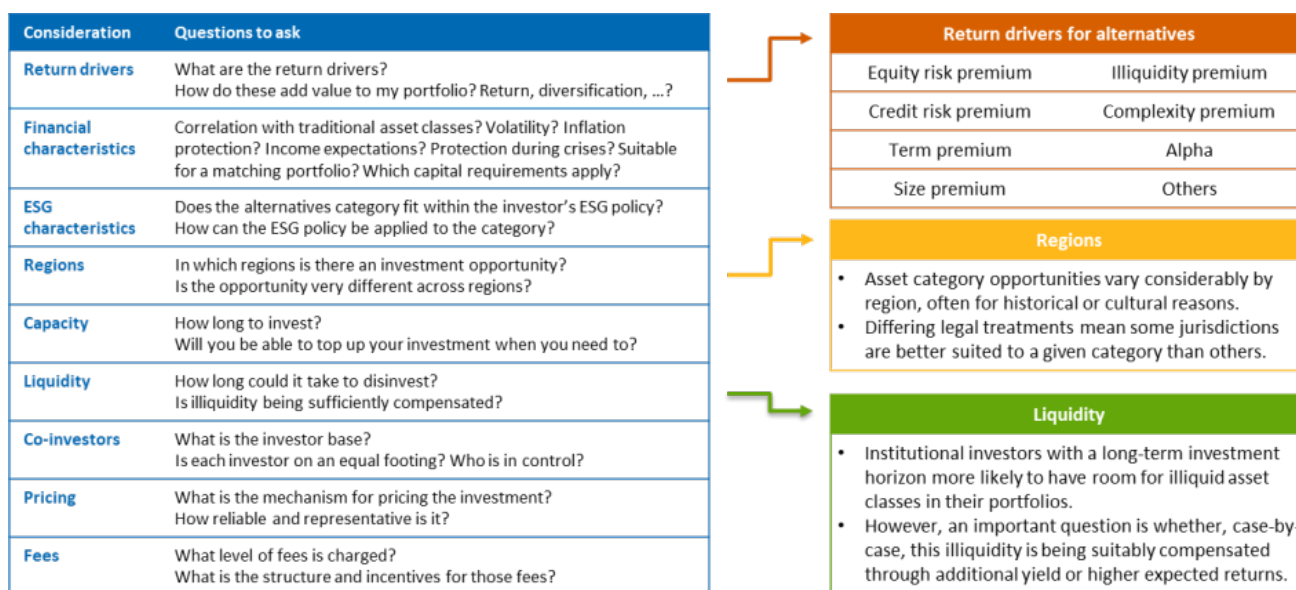 Consideration Questions to ask
Return drivers What are the return drivers?
How do these add value to my portfolio? Return, diversification, ...?
Financial characteristics Correlation with traditional asset classes? Volatility? Inflation
protection? Income expectations? Protection during crises? Suitable
for a matching portfolio? Which capital requirements apply?
ESG characteristics Does the alternatives category fit within the investor's ESG policy?
How can the ESG policy be applied to the category?
Regions In which regions is there an investment opportunity?
Is the opportunity very different across regions?
Capacity How long to invest?
Will you be able to top up your investment when you need to?
Liquidity How long could it take to disinvest?
Is illiquidity being sufficiently compensated?
Co-investors What is the investor base?
Is each investor on an equal footing? Who is in control?
Pricing What is the mechanism for pricing the investment?
How reliable and representative is it?
Fees What level of fees is charged?
What is the structure and incentives for those fees?
Return drivers for alternatives
Equity risk premium Illiquidity premium
Credit risk premium Complexity premium
Term premium Alpha
Size premium Others
Regions
• Asset category opportunities vary considerably by
region, often for historical or cultural reasons.
• Differing legal treatments mean some jurisdictions
are better suited to a given category than others.
Liquidity
• Institutional investors with a long-term investment
horizon more likely to have room for illiquid asset
classes in their portfolios.
• However, an important question is whether, case-by-
case, this illiquidity is being suitably compensated
through additional yield or higher expected returns.